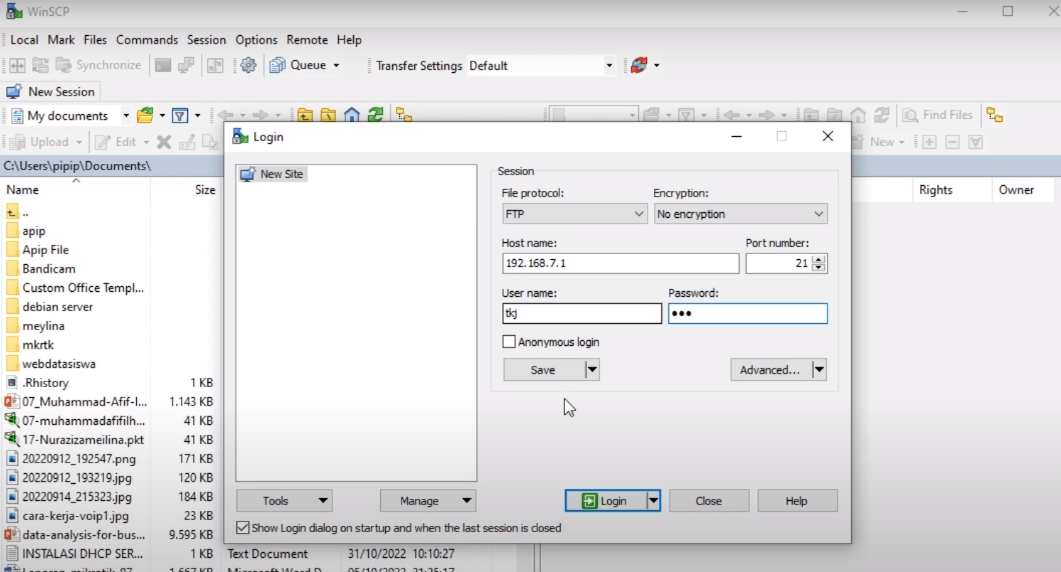 WinSCP
Local Mark Files Commands Session Options Remote Help
Synchronize Queue Transfer Settings Default
New Session
My documents Find Files
Upload Edit New
C:\Users\pipip\Documents\
Name Size Rights Owner
..
apip
Apip File
Bandicam
Custom Office Templ...
debian server
meylina
mkrtk
webdatasiswa
.Rhistory 1 KB
07_Muhammad-Afif-I... 1.143 KB
07-muhammadafifilh... 41 KB
17-Nurazizameilina.pkt 41 KB
20220912_192547.png 171 KB
20220912_193219.jpg 120 KB
20220914_215323.jpg 184 KB
cara-kerja-voip1.jpg 23 KB
data-analysis-for-bus... 9.595 KB
INSTALASI DHCP SER... 1 KB Text Document 31/10/2022 10:10:27
1.667 KB Microsoft Word D...
Login
New Site
Session
File protocol: Encryption:
FTP No encryption
Host name: Port number:
192.168.7.1 21
User name: Password:
tkj •••
Anonymous login
Save Advanced...
Tools Manage Login Close Help
Show Login dialog on startup and when the last session is closed